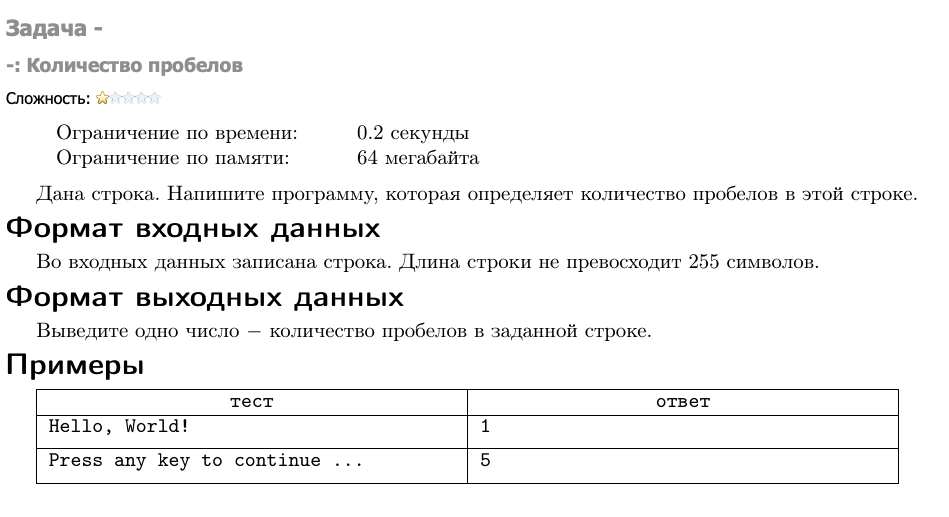 Задача -
-: Количество пробелов
Сложность:
Ограничение по времени: 0.2 секунды
Ограничение по памяти: 64 мегабайта
Дана строка. Напишите программу, которая определяет количество пробелов в этой строке.
Формат входных данных
Во входных данных записана строка. Длина строки не превосходит 255 символов.
Формат выходных данных
Выведите одно число − количество пробелов в заданной строке.
Примеры
тест ответ
Hello, World! 1
Press any key to continue ... 5